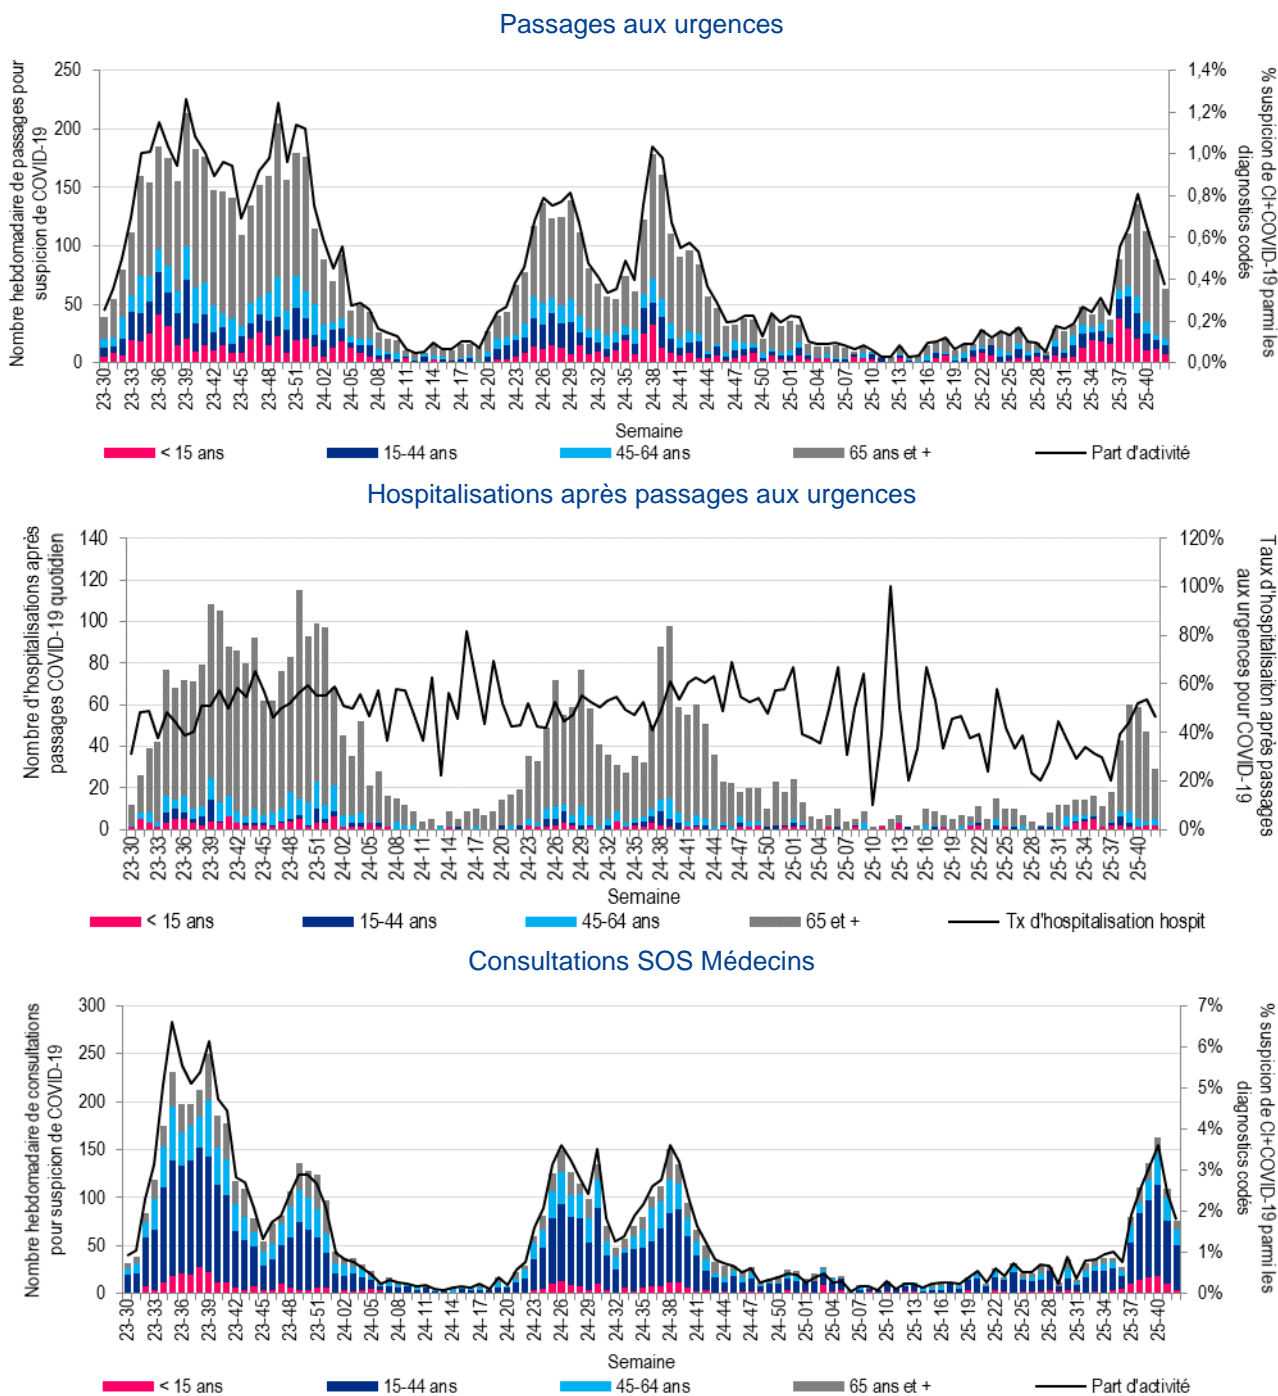 Passages aux urgences
Nombre hebdomadaire de passages pour
suspicion de COVID-19
250
200
150
100
50
0
1,4%
1,2%
1,0%
0,8%
0,6%
0,4%
0,2%
0,0%
% suspicion de CI+COVID-19 parmi les
diagnostics codés
23-30 23-33 23-36 23-39 23-42 23-45 23-48 23-51 24-02 24-05 24-08 24-11 24-14 24-17 24-20 24-23 24-26 24-29 24-32 24-35 24-38 24-41 24-44 24-47 24-50 25-01 25-04 25-07 25-10 25-13 25-16 25-19 25-22 25-25 25-28 25-31 25-34 25-37 25-40
Semaine
< 15 ans 15-44 ans 45-64 ans 65 ans et + Part d'activité
Hospitalisations après passages aux urgences
Nombre d'hospitalisations après
passages COVID-19 quotidien
140
120
100
80
60
40
20
0
120%
100%
80%
60%
40%
20%
0%
Taux d'hospitalisaiton après passages
aux urgences pour COVID-19
23-30 23-33 23-36 23-39 23-42 23-45 23-48 23-51 24-02 24-05 24-08 24-11 24-14 24-17 24-20 24-23 24-26 24-29 24-32 24-35 24-38 24-41 24-44 24-47 24-50 25-01 25-04 25-07 25-10 25-13 25-16 25-19 25-22 25-25 25-28 25-31 25-34 25-37 25-40
Semaine
< 15 ans 15-44 ans 45-64 ans 65 et + Tx d'hospitalisation hospit
Consultations SOS Médecins
Nombre hebdomadaire de consultations
pour suspicion de COVID-19
300
250
200
150
100
50
0
7%
6%
5%
4%
3%
2%
1%
0%
% suspicion de CI+COVID-19 parmi les
diagnostics codés
23-30 23-33 23-36 23-39 23-42 23-45 23-48 23-51 24-02 24-05 24-08 24-11 24-14 24-17 24-20 24-23 24-26 24-29 24-32 24-35 24-38 24-41 24-44 24-47 24-50 25-01 25-04 25-07 25-10 25-13 25-16 25-19 25-22 25-25 25-28 25-31 25-34 25-37 25-40
Semaine
< 15 ans 15-44 ans 45-64 ans 65 ans et + Part d'activité